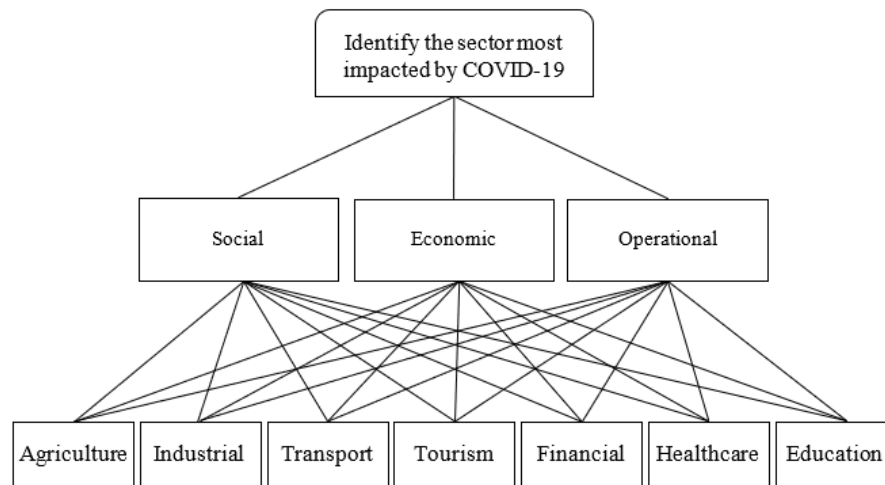 Identify the sector most
impacted by COVID-19
Social
Economic
Operational
Agriculture
Industrial
Transport
Tourism
Financial
Healthcare
Education